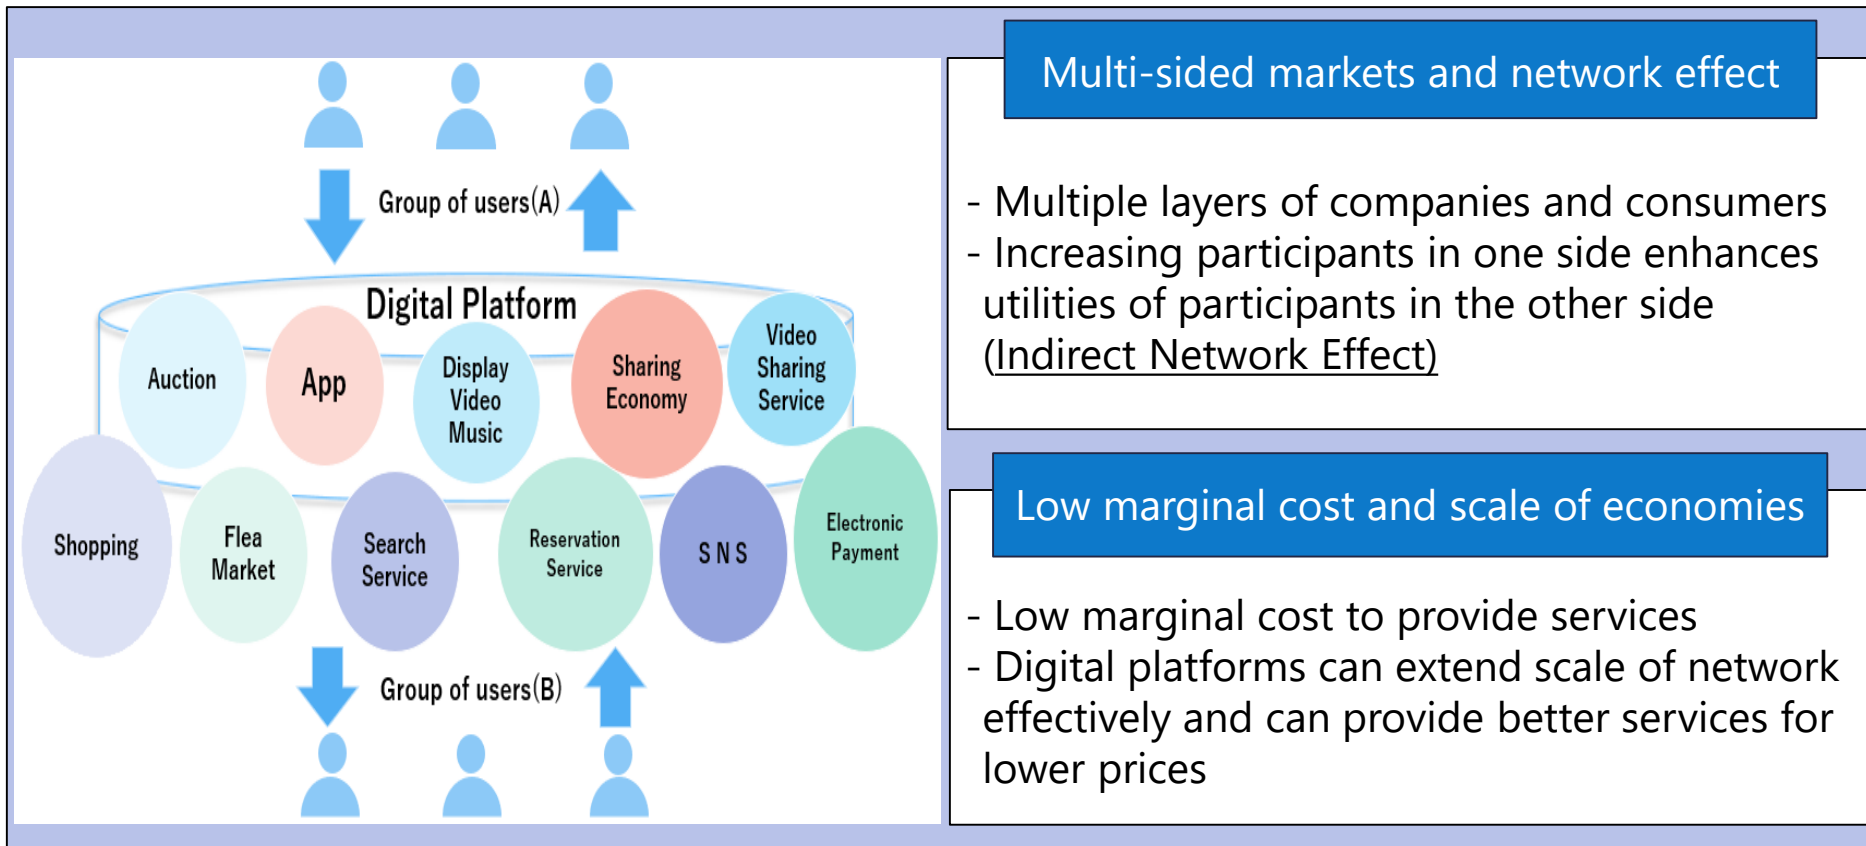 Group of users(A)
Digital Platform
Auction
App
Display
Video
Music
Sharing
Economy
Video
Sharing
Service
Shopping
Flea
Market
Search
Service
Reservation
Service
S N S
Electronic
Payment
Group of users(B)
Multi-sided markets and network effect
- Multiple layers of companies and consumers
- Increasing participants in one side enhances
utilities of participants in the other side
(Indirect Network Effect)
Low marginal cost and scale of economies
- Low marginal cost to provide services
- Digital platforms can extend scale of network
effectively and can provide better services for
lower prices